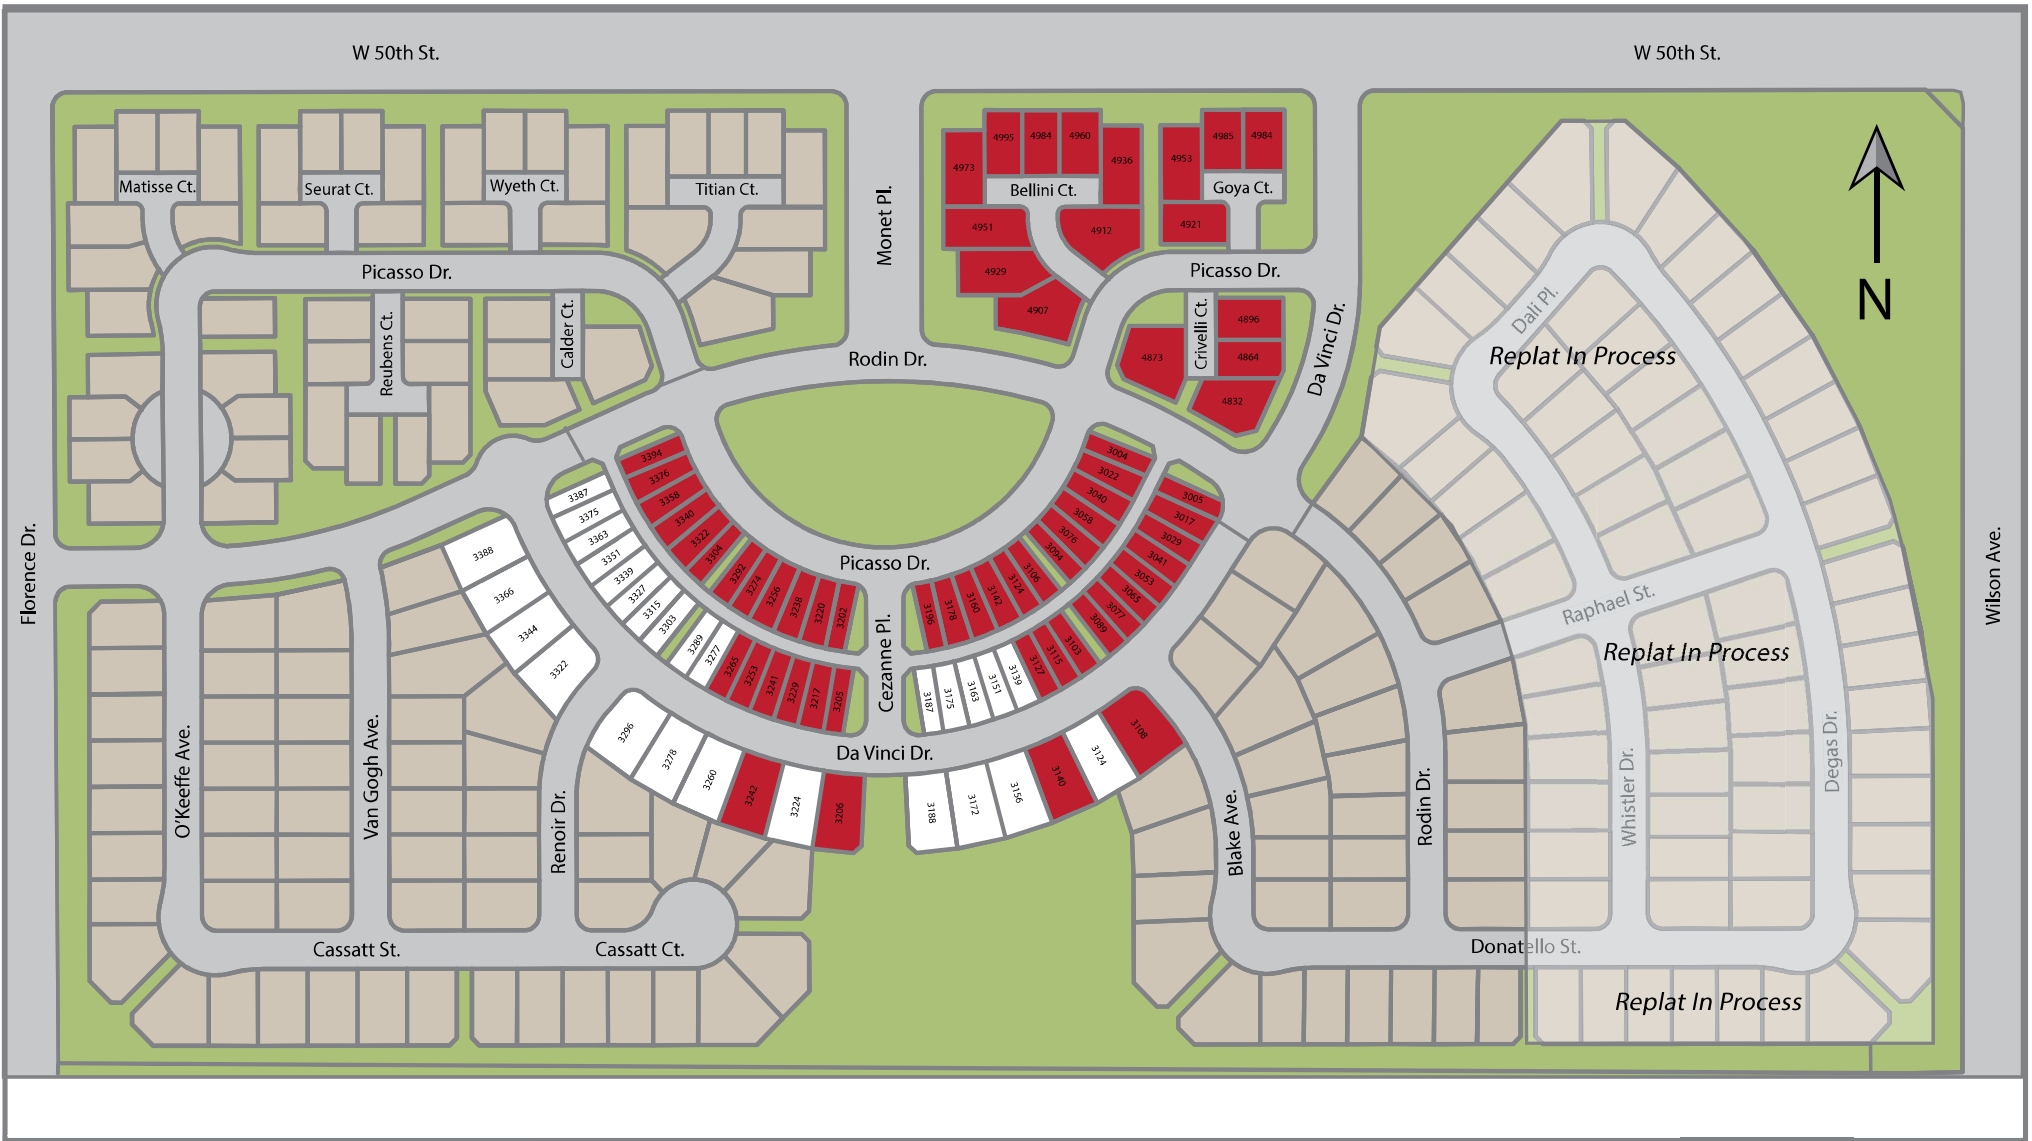 W 50th St.
W 50th St.
4995
4984
4960
4973
4936
4985
4984
4953
Matisse Ct.
Seurat Ct.
Wyeth Ct.
Titian Ct.
Bellini Ct.
Goya Ct.
Monet Pl.
4951
4912
4921
Picasso Dr.
4929
Picasso Dr.
4907
N
Reubens Ct.
Calder Ct.
Crivelli Ct.
4896
4873
4864
4832
Da Vinci Dr.
Dali Pl.
Replat In Process
Rodin Dr.
3394
3376
3358
3340
3322
3304
3292
3274
3256
3238
3220
3202
3004
3022
3040
3058
3076
3094
3106
3124
3142
3160
3178
3196
Picasso Dr.
3387
3375
3363
3351
3339
3327
3315
3303
3289
3277
3265
3253
3241
3229
3217
3205
3005
3017
3029
3041
3053
3065
3077
3089
3103
3115
3127
3139
3151
3163
3175
3187
Cezanne Pl.
3388
3366
3344
3322
Florence Dr.
Wilson Ave.
Raphael St.
Replat In Process
3296
3278
3260
3242
3224
3206
Da Vinci Dr.
3188
3172
3156
3140
3124
3108
O'Keeffe Ave.
Van Gogh Ave.
Renoir Dr.
Blake Ave.
Rodin Dr.
Whistler Dr.
Degas Dr.
Cassatt St.
Cassatt Ct.
Donatello St.
Replat In Process